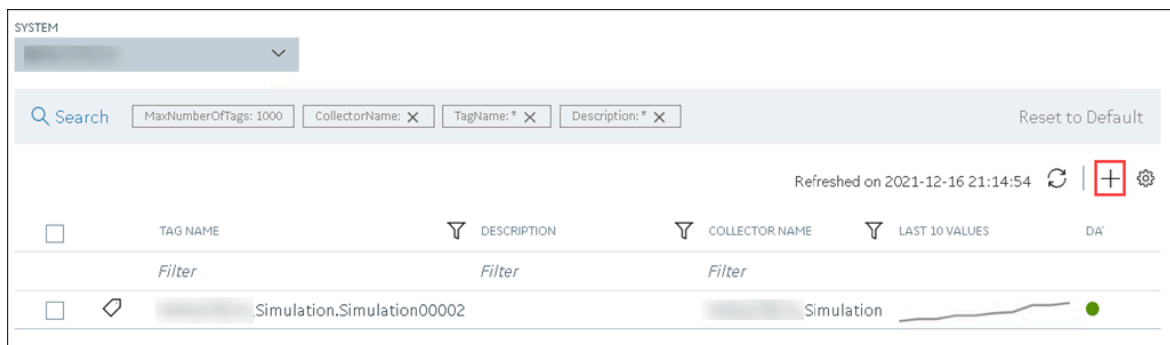 SYSTEM
Search MaxNumberOfTags: 1000 CollectorName: TagName: * Description: * Reset to Default
Refreshed on 2021-12-16 21:14:54
TAG NAME DESCRIPTION COLLECTOR NAME LAST 10 VALUES DA
Filter Filter Filter
.Simulation.Simulation00002 Simulation